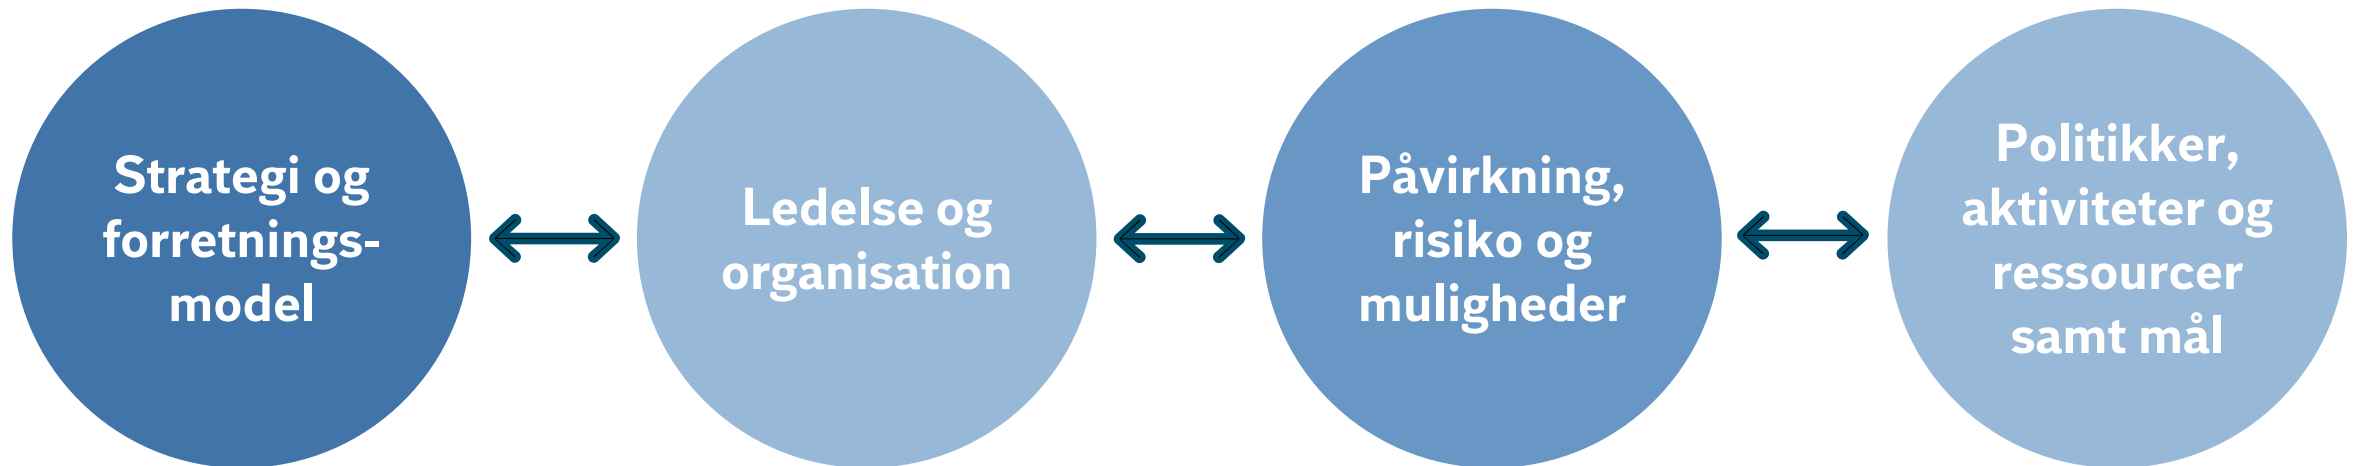 Strategi og
forretnings-
model
Ledelse og
organisation
Påvirkning,
risiko og
muligheder
Politikker,
aktiviteter og
ressourcer
samt mål